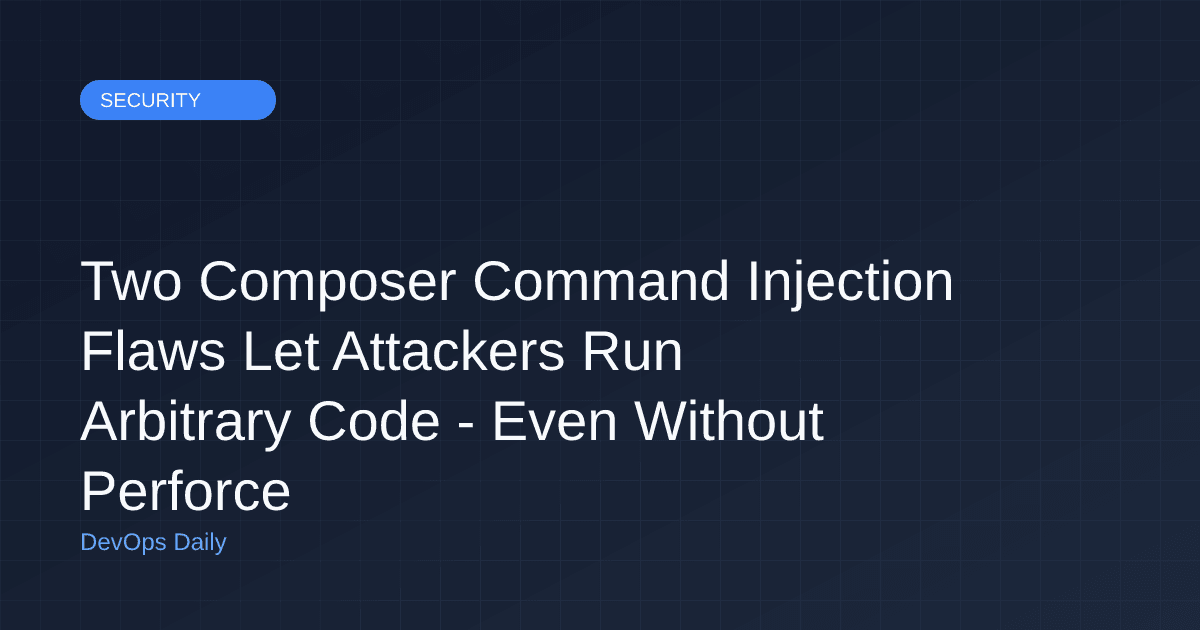 SECURITY
Two Composer Command Injection
Flaws Let Attackers Run
Arbitrary Code - Even Without
Perforce
DevOps Daily